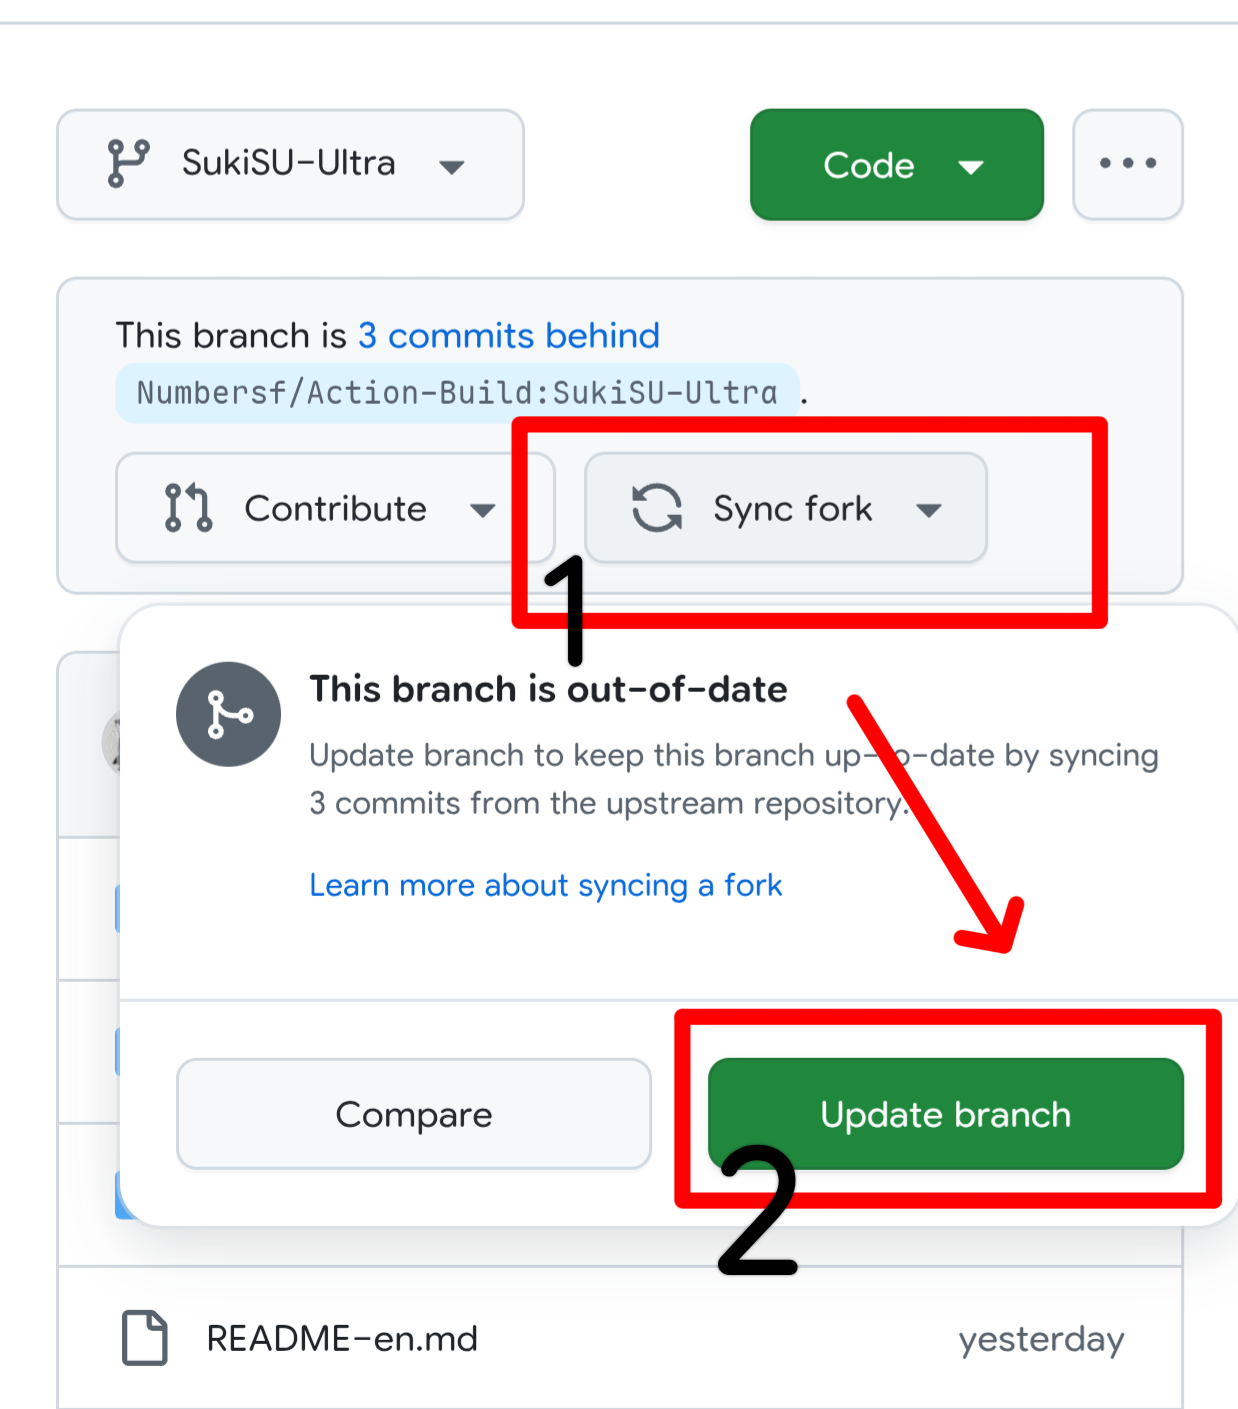 SukiSU-Ultra
Code
This branch is 3 commits behind
Numbersf/Action-Build:SukiSU-Ultra .
Contribute
Sync fork
1
This branch is out-of-date
Update branch to keep this branch up-to-date by syncing
3 commits from the upstream repository.
Learn more about syncing a fork
Compare
Update branch
2
README-en.md
yesterday